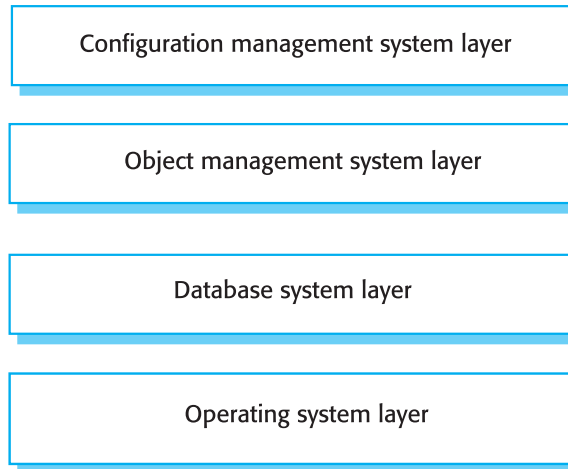 Configuration management system layer
Object management system layer
Database system layer
Operating system layer